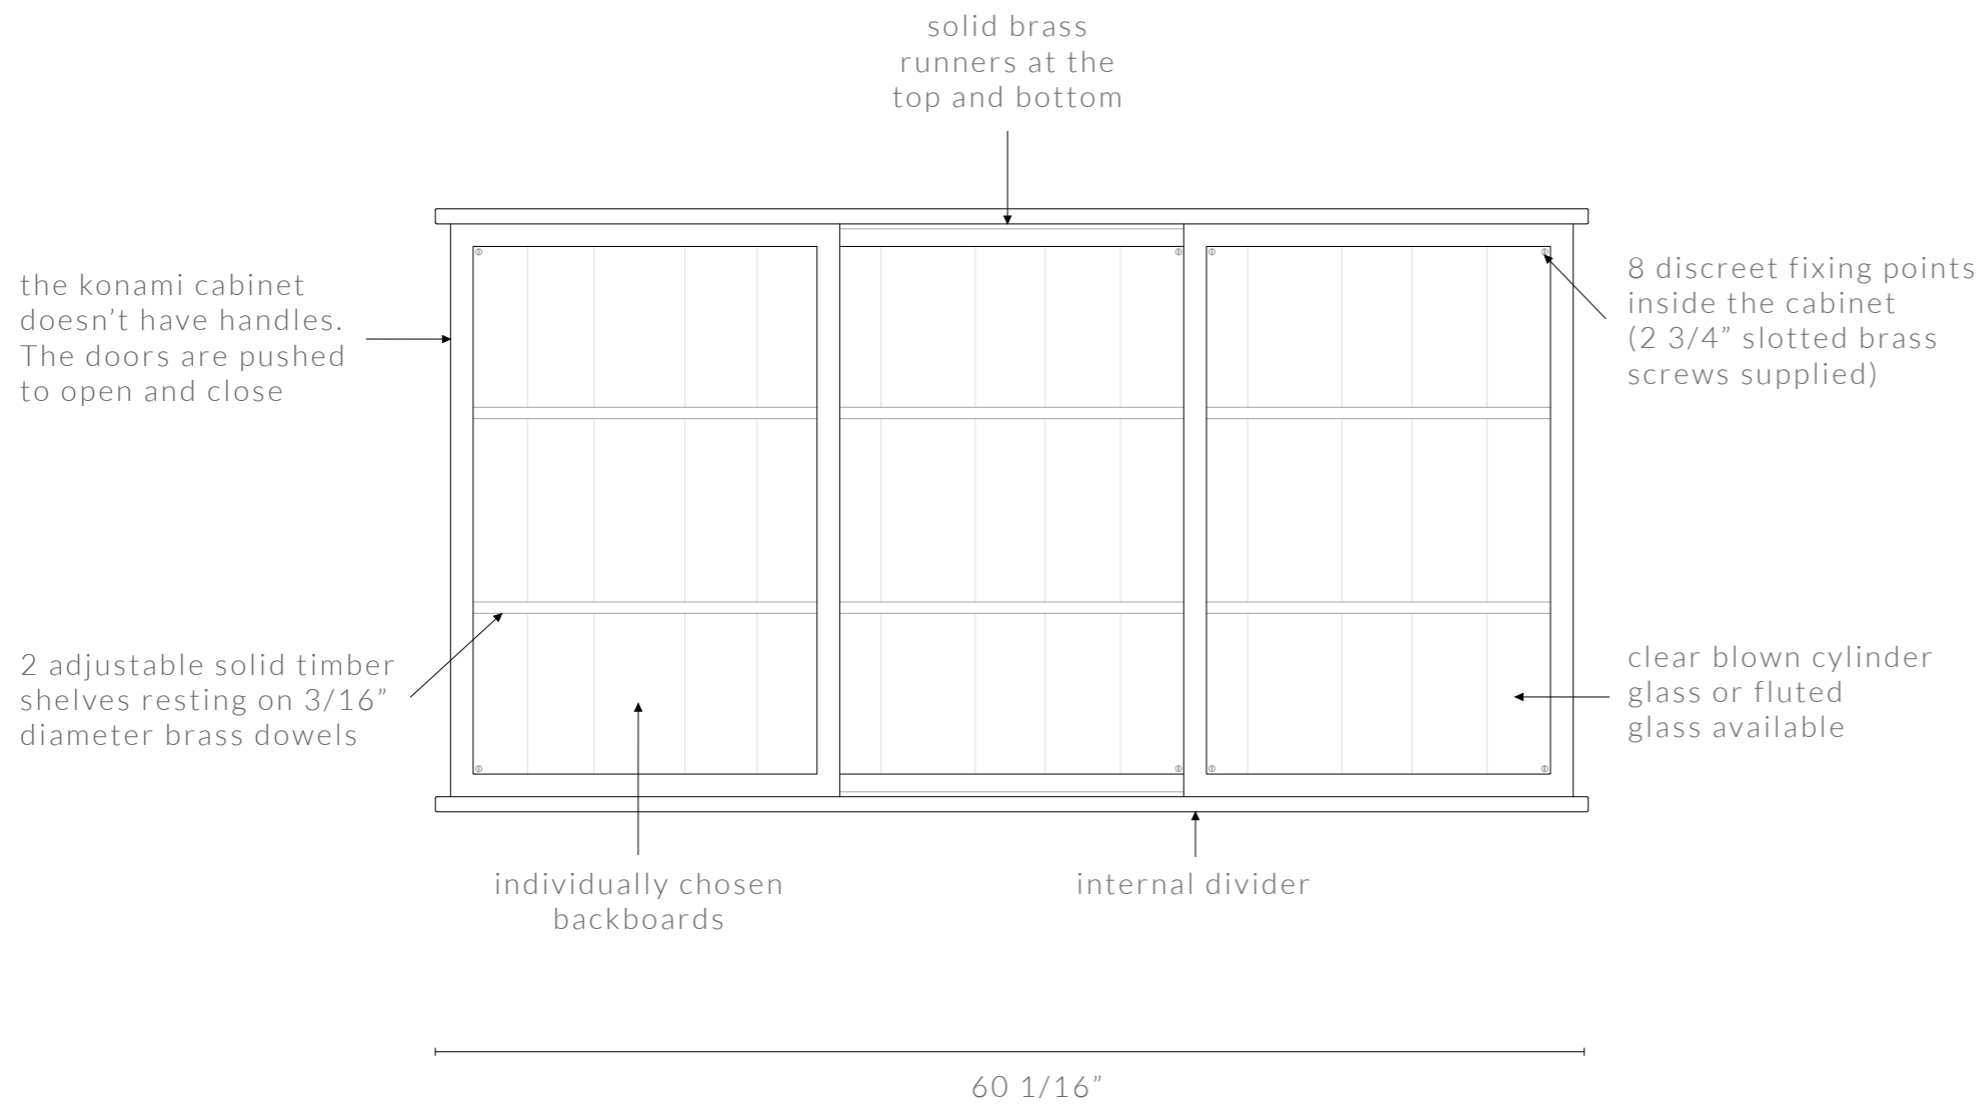 solid brass
runners at the
top and bottom
the konami cabinet
doesn’t have handles.
The doors are pushed
to open and close
8 discreet fixing points
inside the cabinet
(2 3/4” slotted brass
screws supplied)
2 adjustable solid timber
shelves resting on 3/16”
diameter brass dowels
clear blown cylinder
glass or fluted
glass available
individually chosen
backboards
internal divider
60 1/16”